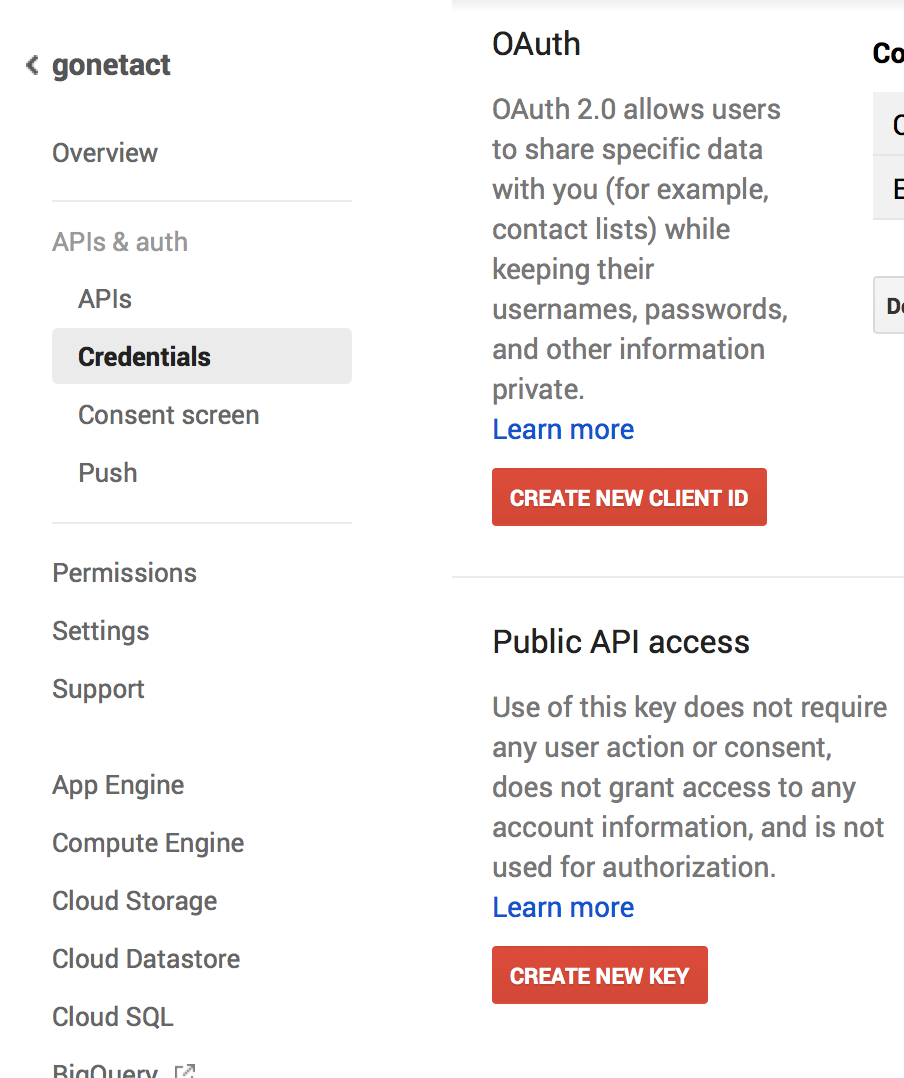 gonetact
Overview
APIs & auth
APIs
Credentials
Consent screen
Push
Permissions
Settings
Support
App Engine
Compute Engine
Cloud Storage
Cloud Datastore
Cloud SQL
BigQuery
OAuth
OAuth 2.0 allows users
to share specific data
with you (for example,
contact lists) while
keeping their
usernames, passwords,
and other information
private.
Learn more
CREATE NEW CLIENT ID
Public API access
Use of this key does not require
any user action or consent,
does not grant access to any
account information, and is not
used for authorization.
Learn more
CREATE NEW KEY
Co
E